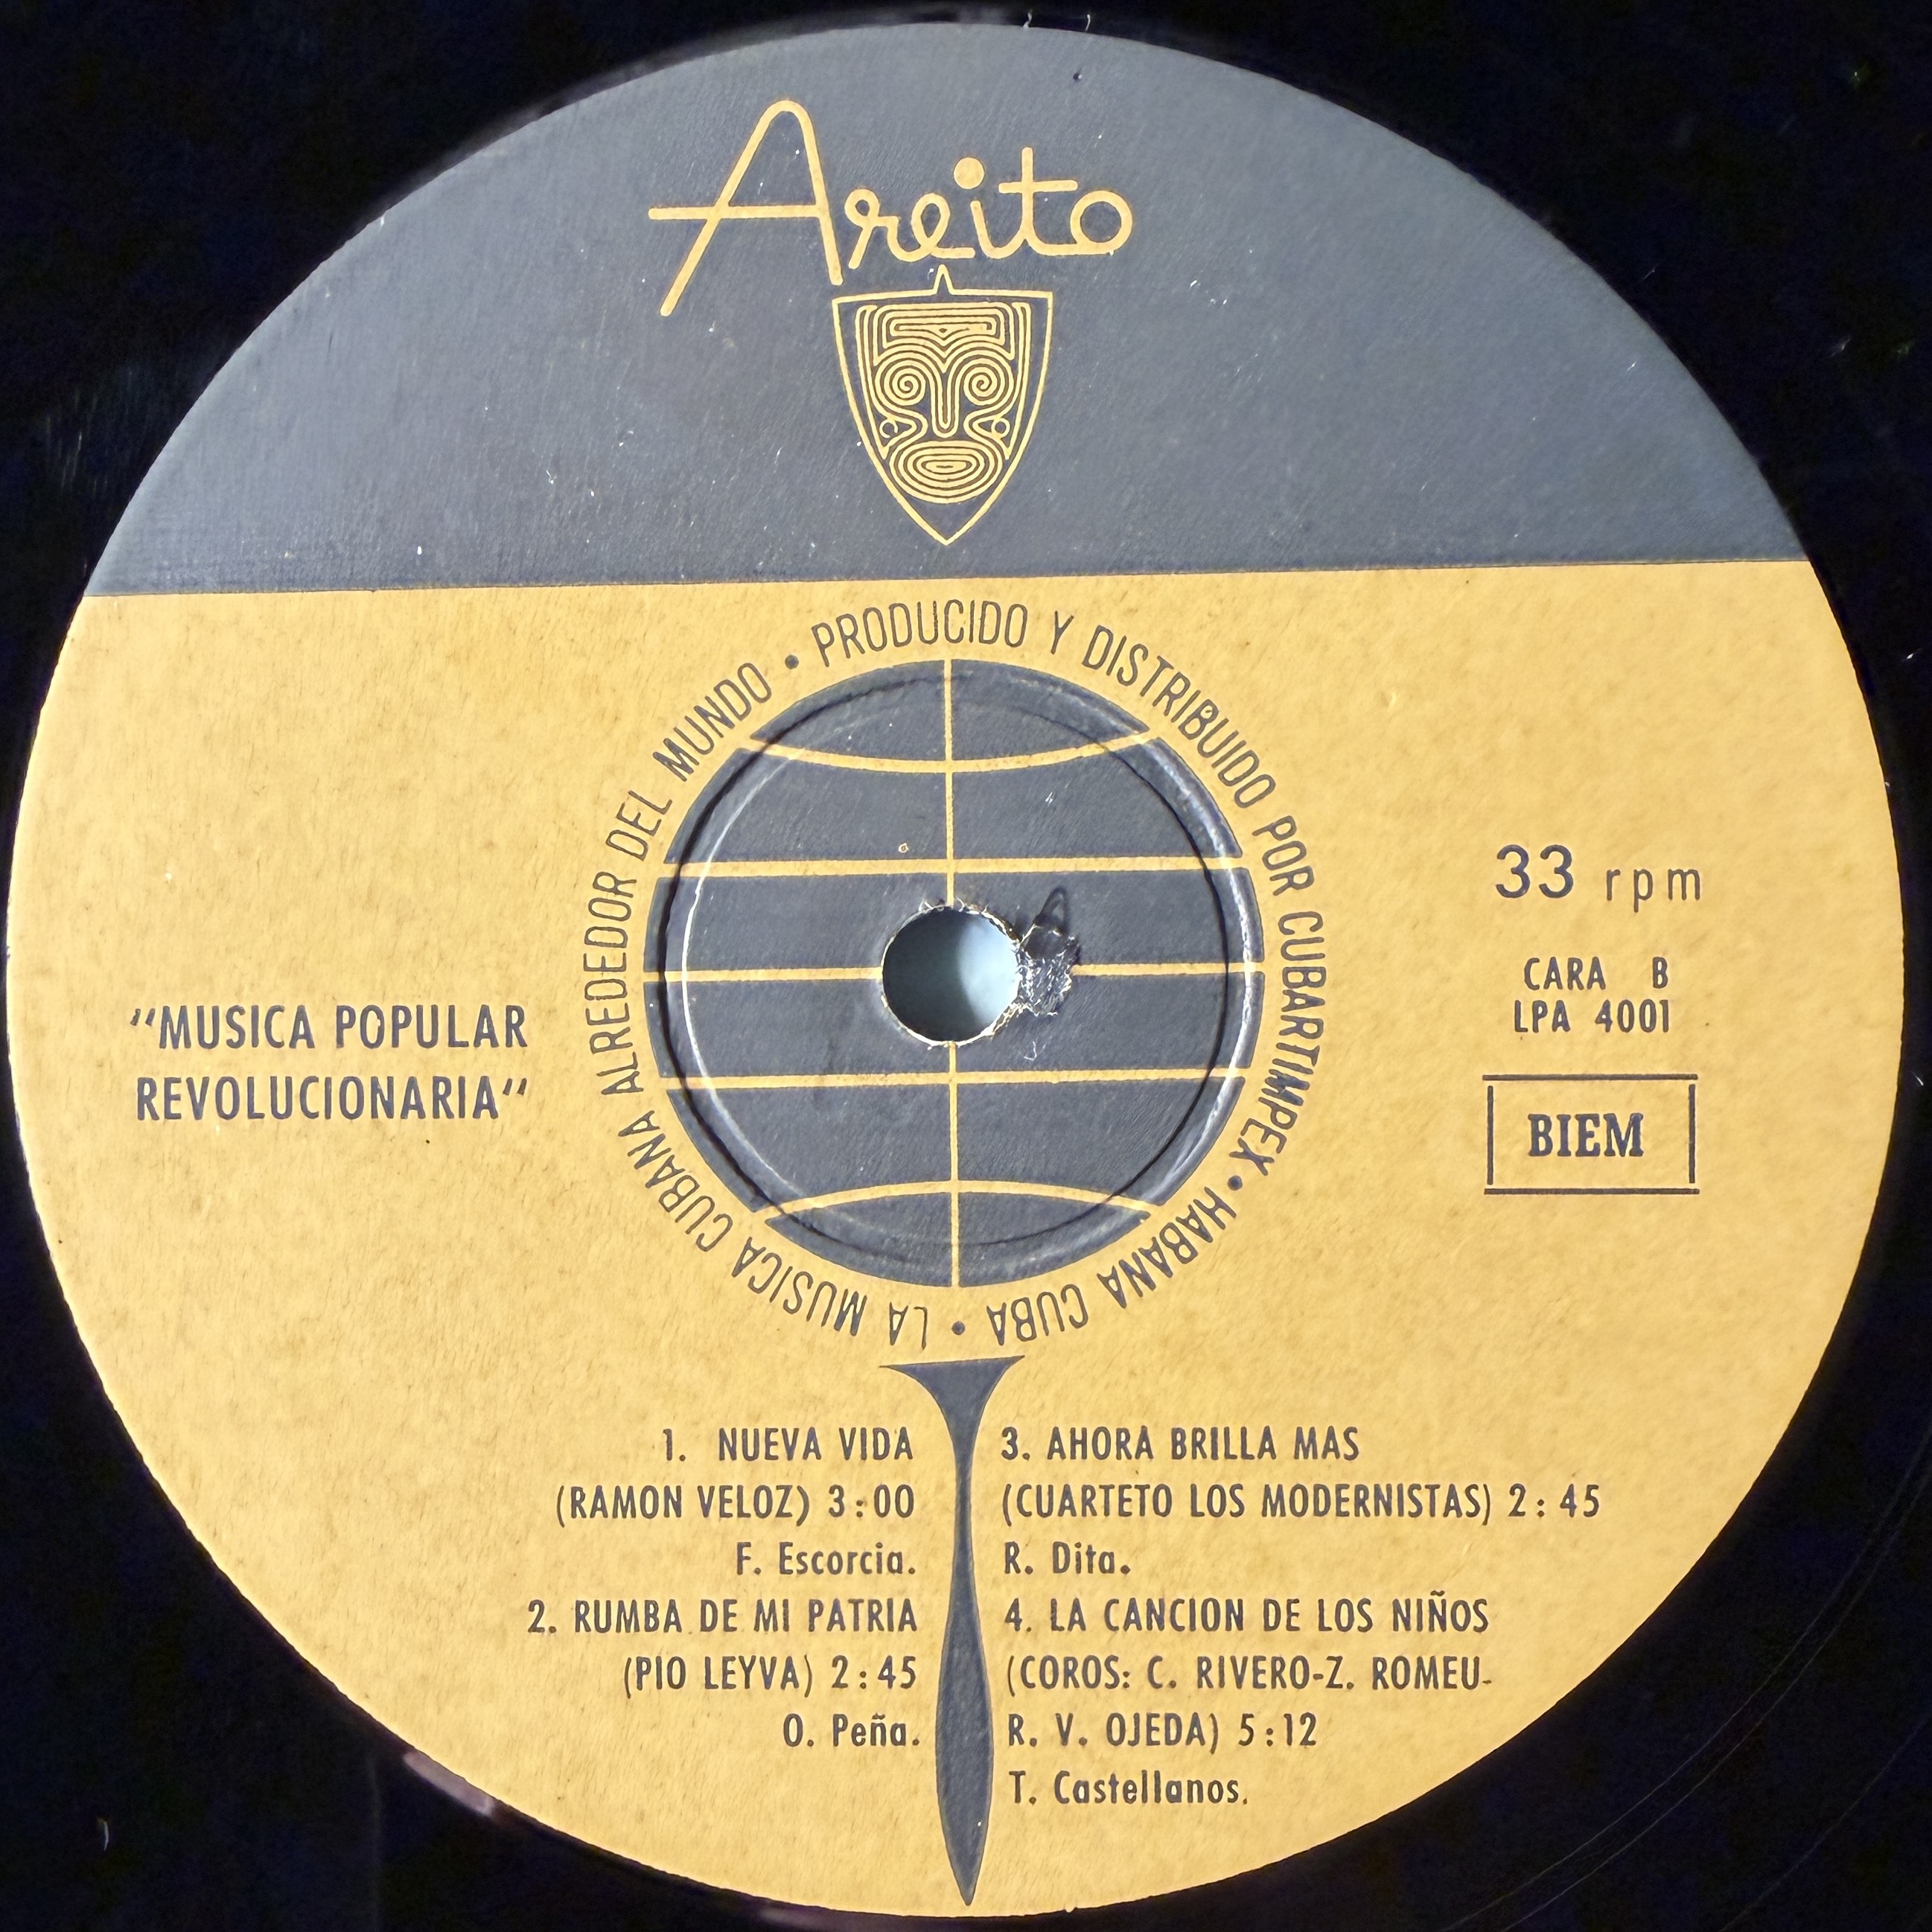 Areito
PRODUCIDO Y DISTRIBUIDO POR CUBARTIMPEX • HABANA CUBA • LA MUSICA CUBANA ALREDEDOR DEL MUNDO •
"MUSICA POPULAR
REVOLUCIONARIA"
33 rpm
CARA B
LPA 4001
BIEM
1. NUEVA VIDA
(RAMON VELOZ) 3:00
F. Escorcia.
2. RUMBA DE MI PATRIA
(PIO LEYVA) 2:45
O. Peña.
3. AHORA BRILLA MAS
(CUARTETO LOS MODERNISTAS) 2:45
R. Dita.
4. LA CANCION DE LOS NIÑOS
(COROS: C. RIVERO-Z. ROMEU-
R. V. OJEDA) 5:12
T. Castellanos.